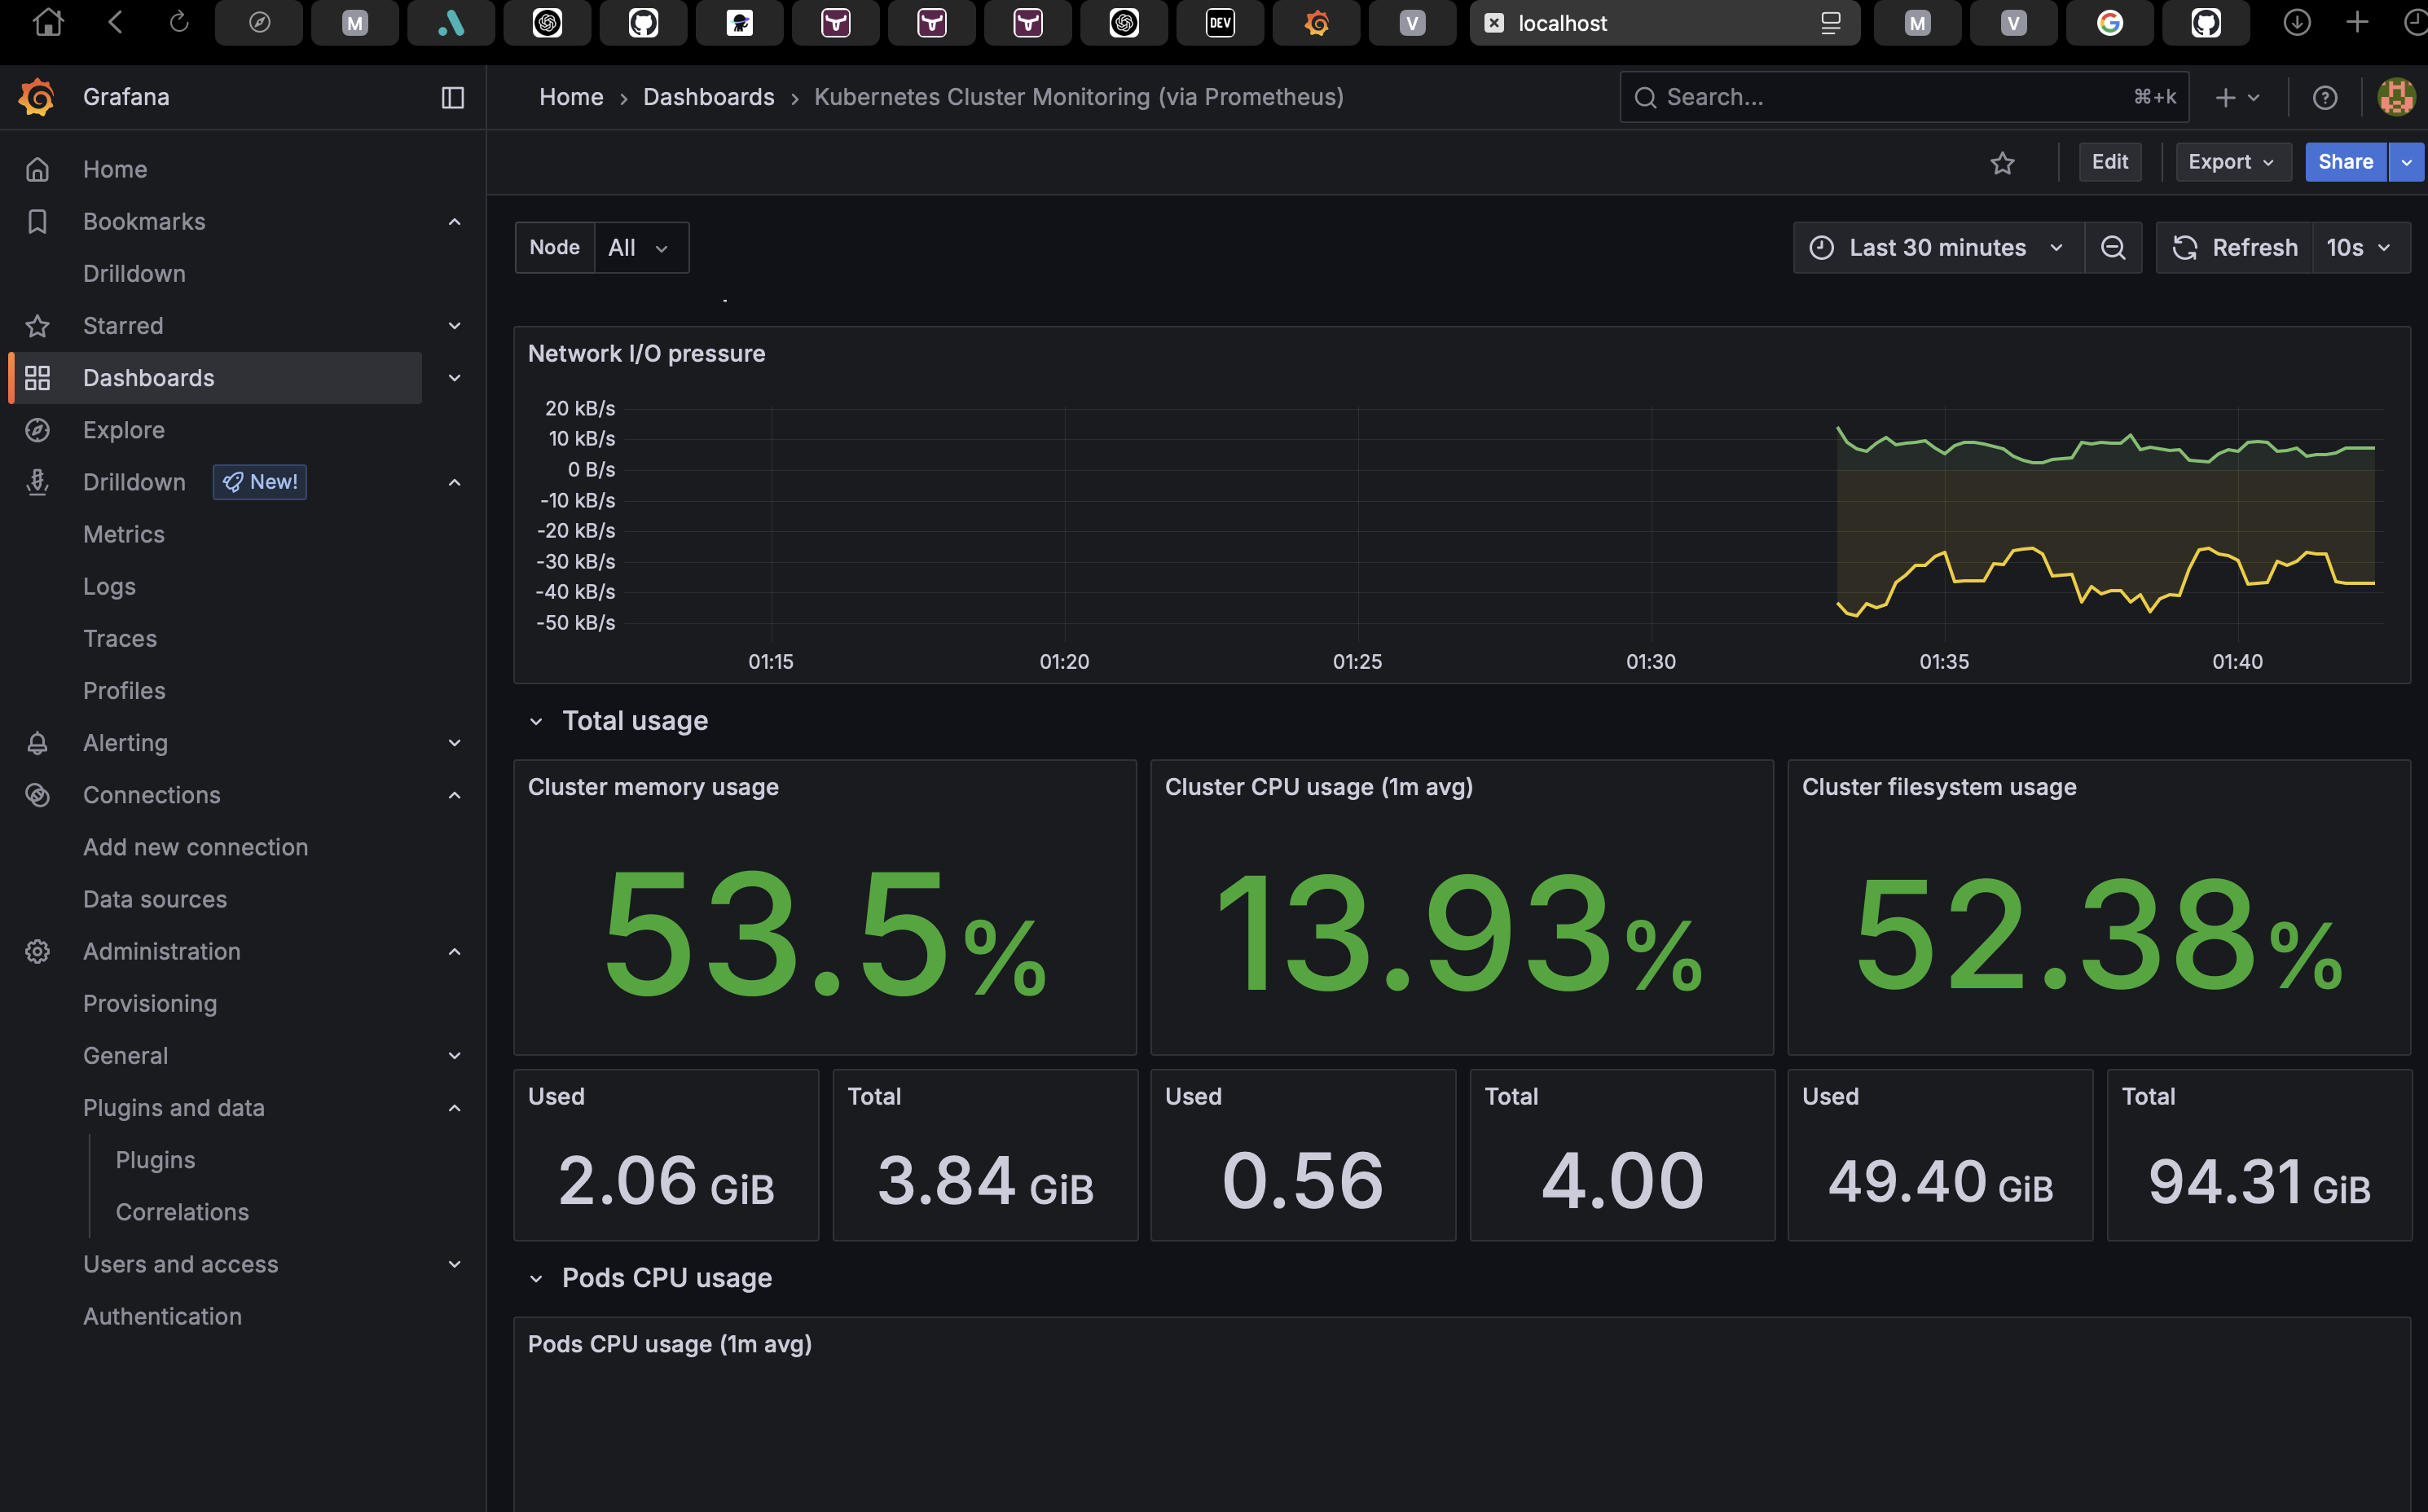 M
DEV
V
localhost
M
V
Grafana
Home › Dashboards › Kubernetes Cluster Monitoring (via Prometheus)
Search...
⌘+k
Edit
Export
Share
Home
Bookmarks
Drilldown
Starred
Dashboards
Explore
Drilldown
New!
Metrics
Logs
Traces
Profiles
Alerting
Connections
Add new connection
Data sources
Administration
Provisioning
General
Plugins and data
Plugins
Correlations
Users and access
Authentication
Node
All
Last 30 minutes
Refresh
10s
Network I/O pressure
20 kB/s
10 kB/s
0 B/s
-10 kB/s
-20 kB/s
-30 kB/s
-40 kB/s
-50 kB/s
01:15
01:20
01:25
01:30
01:35
01:40
Total usage
Cluster memory usage
53.5%
Cluster CPU usage (1m avg)
13.93%
Cluster filesystem usage
52.38%
Used
2.06 GiB
Total
3.84 GiB
Used
0.56
Total
4.00
Used
49.40 GiB
Total
94.31 GiB
Pods CPU usage
Pods CPU usage (1m avg)